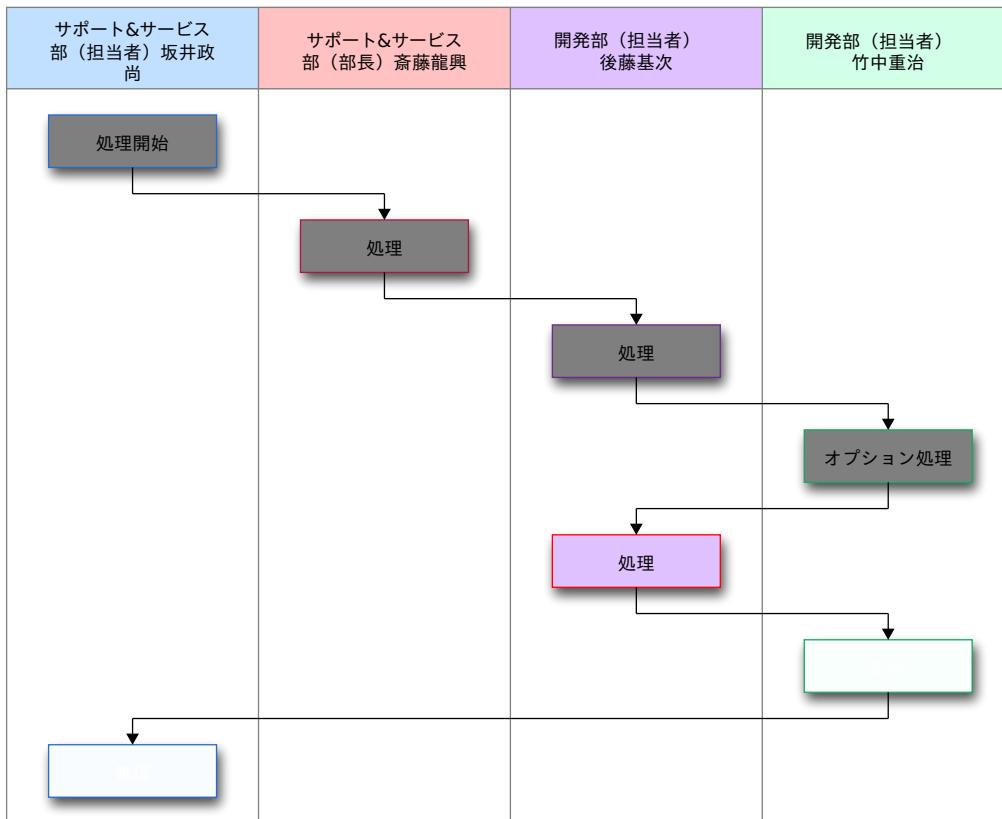 サポート&サービス
部（担当者）坂井政
尚
サポート&サービス
部（部長）斎藤龍興
開発部（担当者）
後藤基次
開発部（担当者）
竹中重治
処理開始
処理
処理
オプション処理
処理